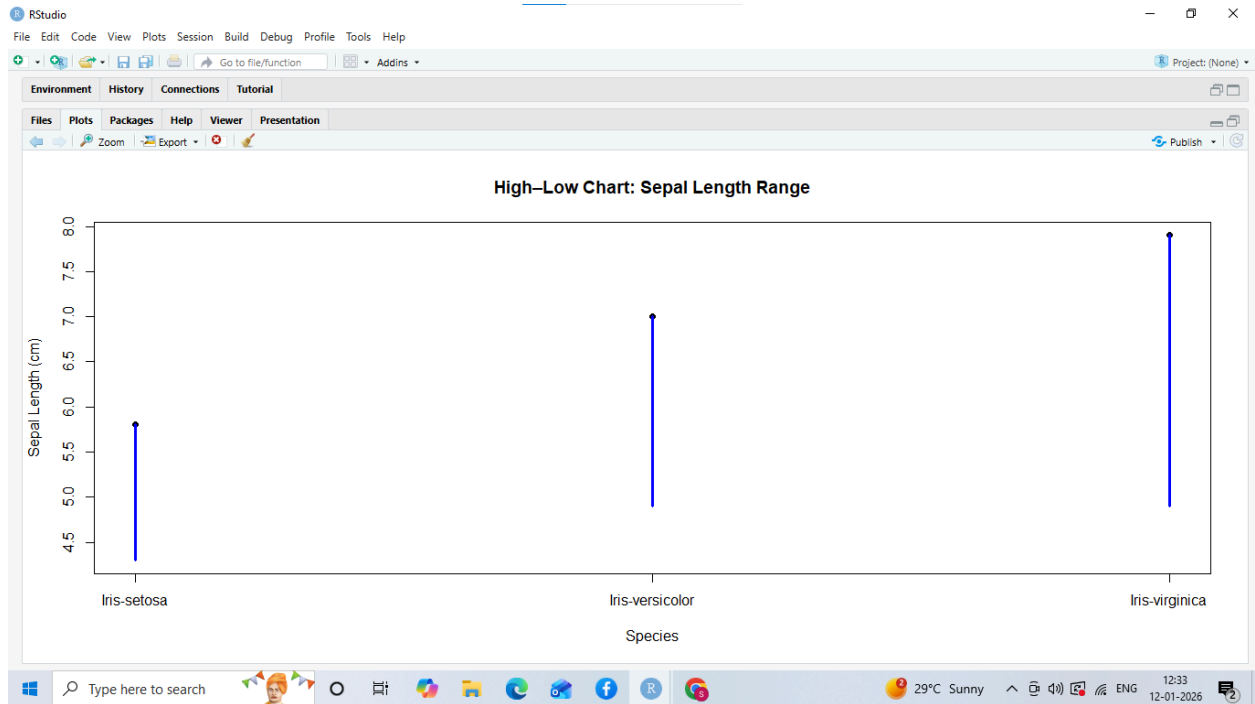 RStudio
File Edit Code View Plots Session Build Debug Profile Tools Help
Go to file/function Addins Project: (None)
Environment History Connections Tutorial
Files Plots Packages Help Viewer Presentation
Zoom Export Publish
High–Low Chart: Sepal Length Range
Sepal Length (cm)
8.0
7.5
7.0
6.5
6.0
5.5
5.0
4.5
Iris-setosa Iris-versicolor Iris-virginica
Species
Type here to search
29°C Sunny
ENG
12:33
12-01-2026